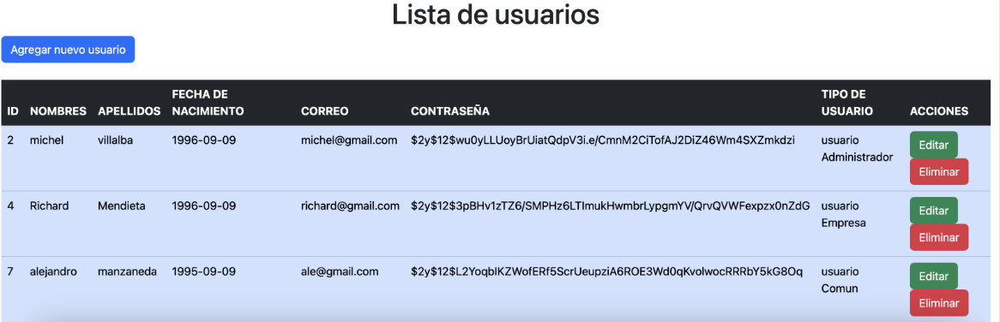 Lista de usuarios
Agregar nuevo usuario
ID NOMBRES APELLIDOS FECHA DE NACIMIENTO CORREO CONTRASEÑA TIPO DE USUARIO ACCIONES
2 michel villalba 1996-09-09 michel@gmail.com $2y$12$wu0yLLUoyBrUiatQdpV3i.e/CmnM2CiTofAJ2DiZ46Wm4SXZmkdzi usuario Administrador Editar
Eliminar
4 Richard Mendieta 1996-09-09 richard@gmail.com $2y$12$3pBHv1zTZ6/SMPHz6LTImukHwmbrLypgmYV/QrvQVWFexpzx0nZdG usuario Empresa Editar
Eliminar
7 alejandro manzaneda 1995-09-09 ale@gmail.com $2y$12$L2YoqbIKZWofERf5ScrUeupziA6ROE3Wd0qKvolwocRRRbY5kG8Oq usuario Comun Editar
Eliminar